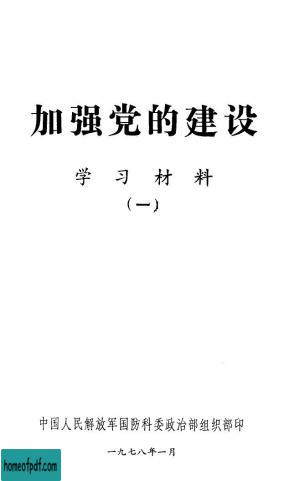 加强党的建设
学习材料
（一）
中国人民解放军国防科委政治部组织部印
一九七八年一月
homeofpdf.com